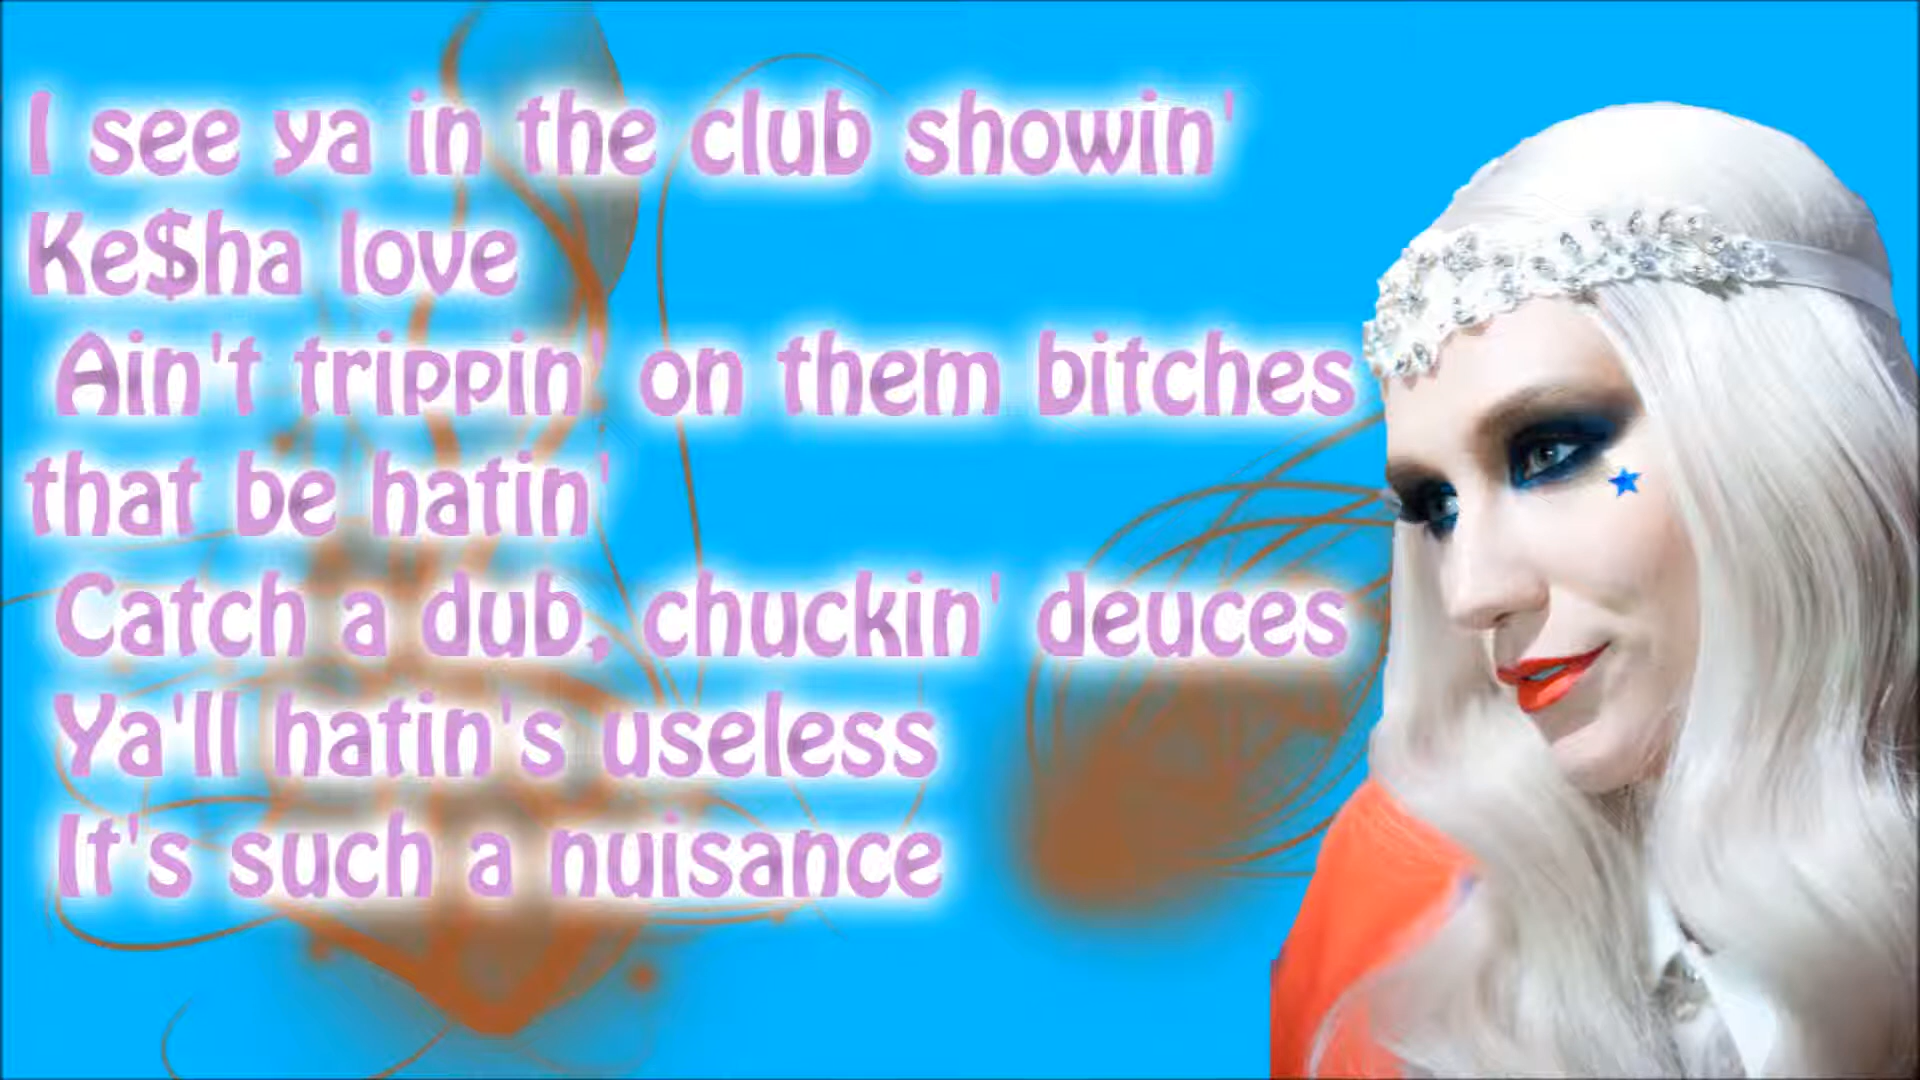 I see ya in the club showin'
Ke$ha love
Ain't trippin' on them bitches
that be hatin'
Catch a dub, chuckin' deuces
Ya'll hatin's useless
It's such a nuisance